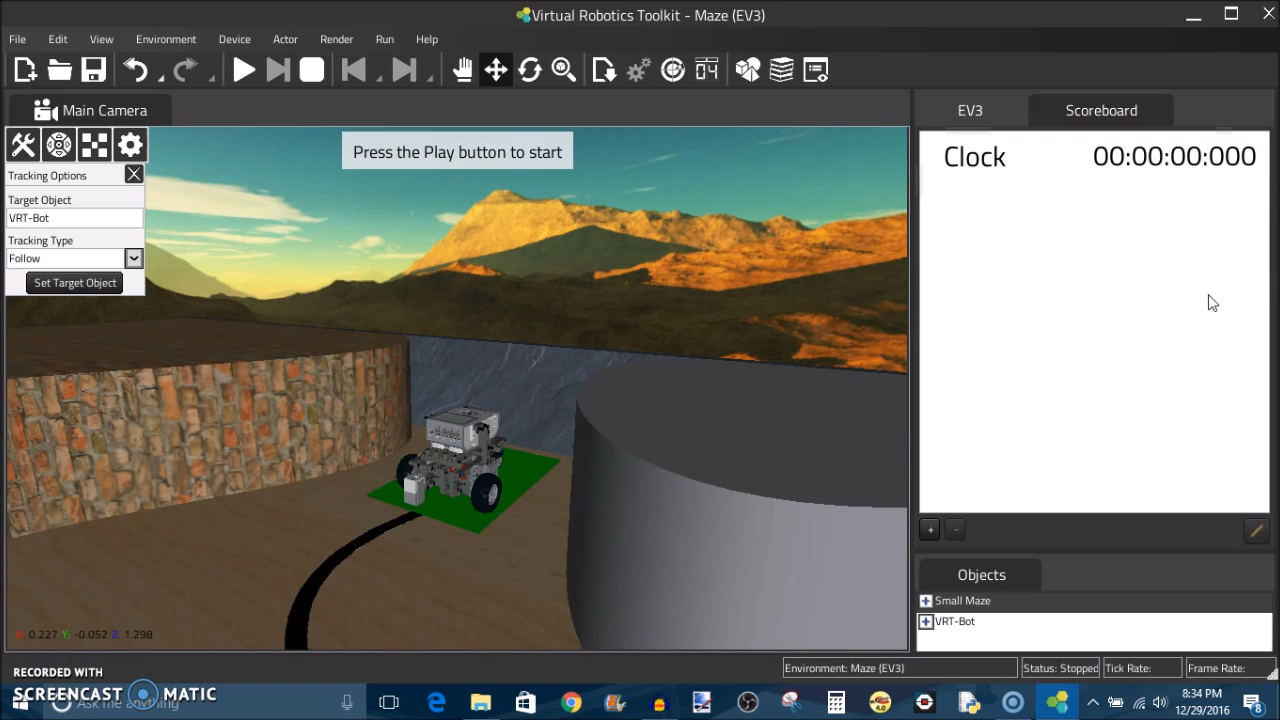 Virtual Robotics Toolkit - Maze (EV3)
File Edit View Environment Device Actor Render Run Help
Main Camera
EV3 Scoreboard
Press the Play button to start
Clock 00:00:00:000
Tracking Options
Target Object
VRT-Bot
Tracking Type
Follow
Set Target Object
Objects
Small Maze
VRT-Bot
X: 0.227 Y: -0.052 Z: 1.298
Environment: Maze (EV3) Status: Stopped Tick Rate: Frame Rate:
RECORDED WITH
SCREENCAST MATIC
Ask me anything
8:34 PM
12/29/2016